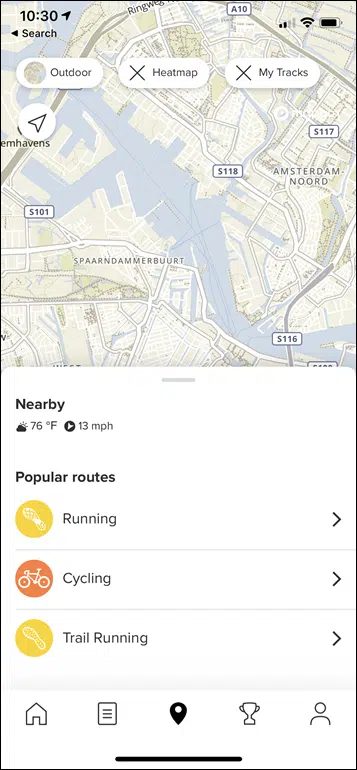 10:30
Search
Ringweg
A10
Outdoor
Heatmap
My Tracks
emhavens
S117
S118
AMSTERDAM-
NOORD
S101
SPAARNDAMMERBUURT
S116
WEST
Nearby
76 °F 13 mph
Popular routes
Running
Cycling
Trail Running